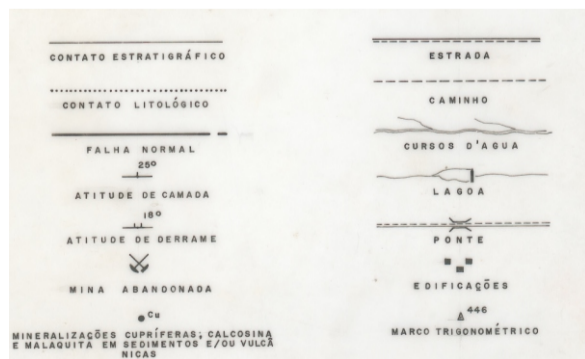 CONTATO ESTRATIGRÁFICO
CONTATO LITOLÓGICO
FALHA NORMAL
25º
ATITUDE DE CAMADA
18º
ATITUDE DE DERRAME
MINA ABANDONADA
Cu
MINERALIZAÇÕES CUPRÍFERAS; CALCOSINA
E MALAQUITA EM SEDIMENTOS E/OU VULCÂ
NICAS
ESTRADA
CAMINHO
CURSOS D'AGUA
LAGOA
PONTE
EDIFICAÇÕES
446
MARCO TRIGONOMÉTRICO